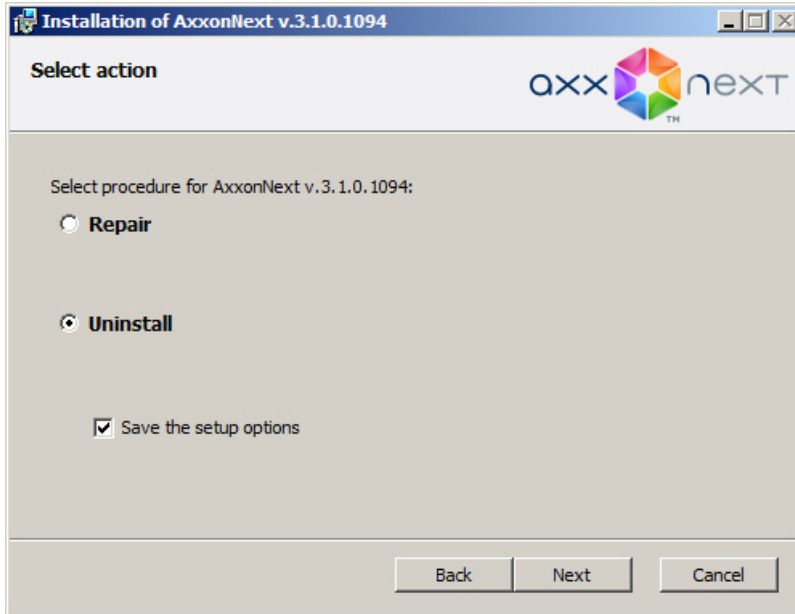 Installation of AxxonNext v.3.1.0.1094
Select action
axx next
TM
Select procedure for AxxonNext v.3.1.0.1094:
Repair
Uninstall
Save the setup options
Back Next Cancel